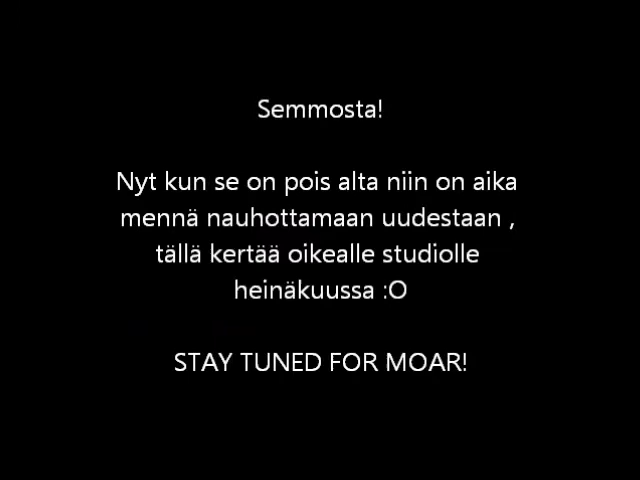 Semmosta!
Nyt kun se on pois alta niin on aika
mennä nauhottamaan uudestaan ,
tällä kertää oikealle studiolle
heinäkuussa :O
STAY TUNED FOR MOAR!